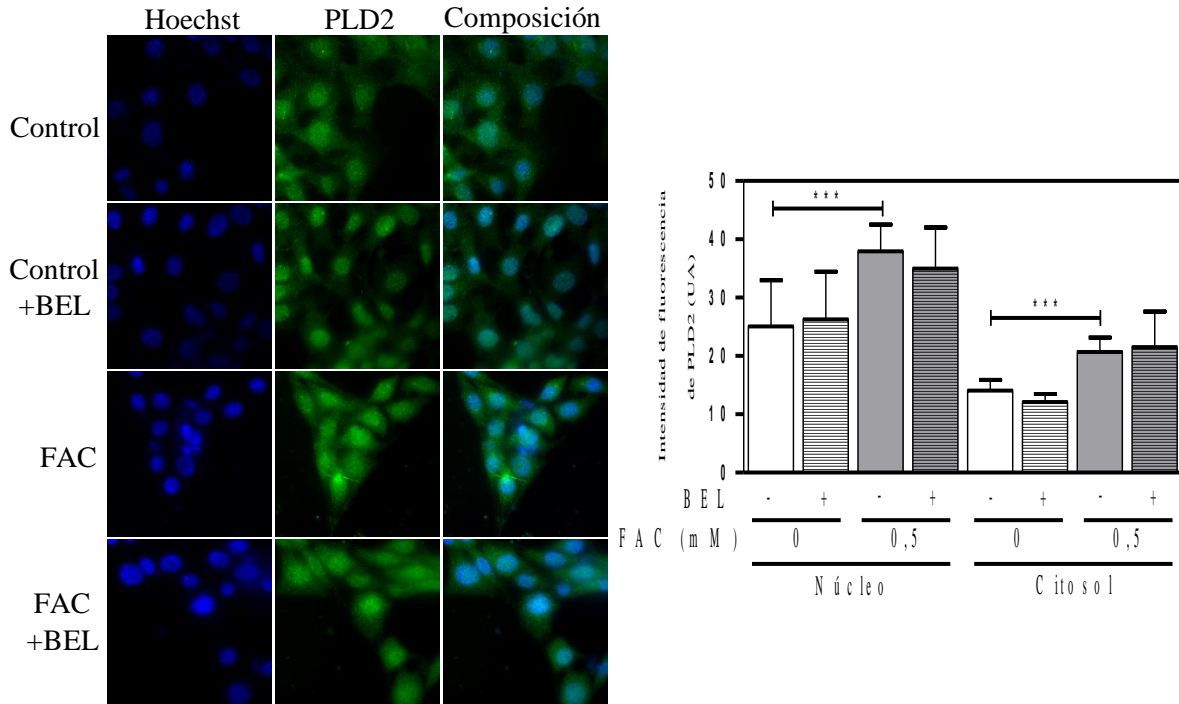 Hoechst PLD2 Composición
Control
Control
+BEL
FAC
FAC
+BEL
Intensidad de fluorescencia
de PLD2 (UA)
50
40
30
20
10
0
***
***
BEL - + - + - + - +
FAC (mM) 0 0,5 0 0,5
Núcleo Citosol